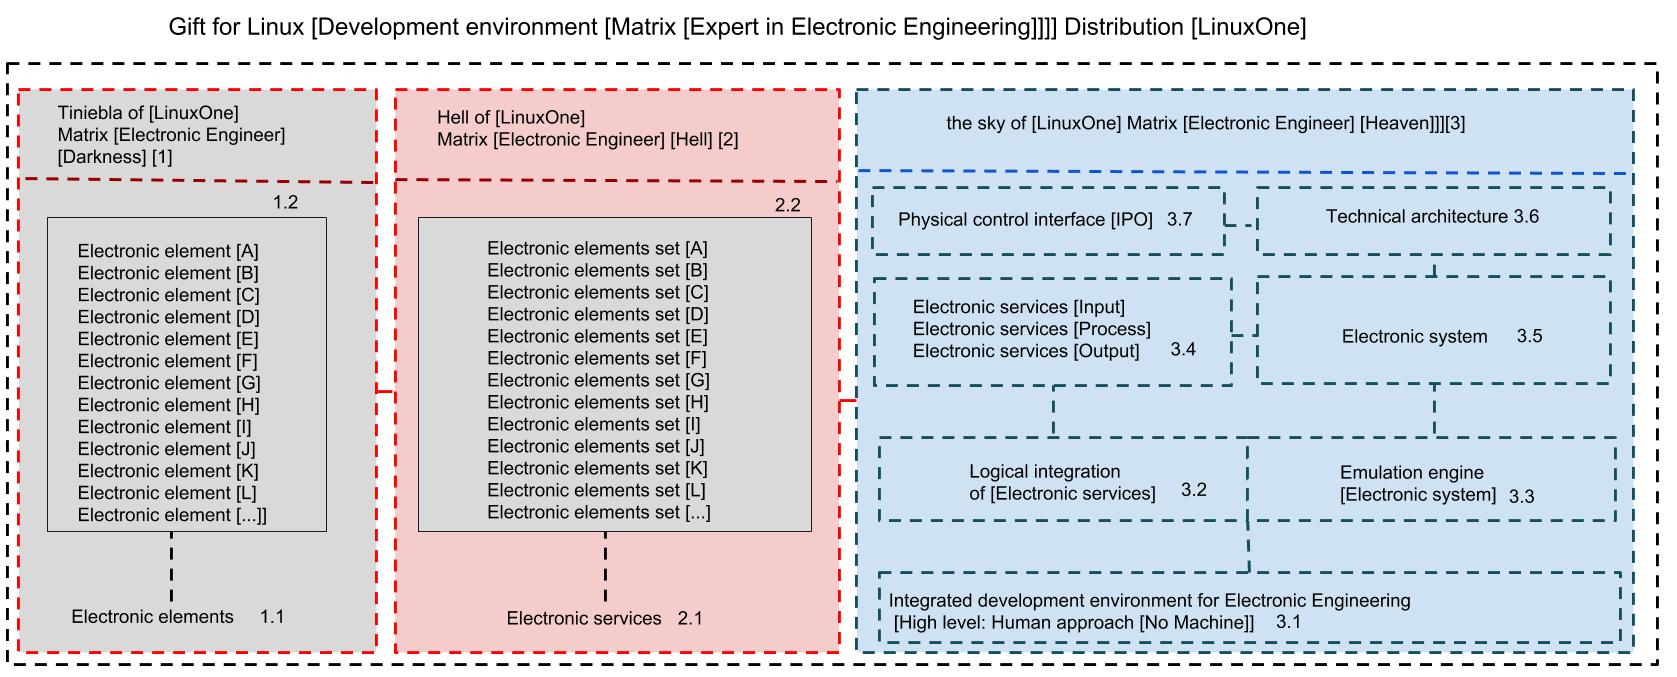 Gift for Linux [Development environment [Matrix [Expert in Electronic Engineering]]]] Distribution [LinuxOne]
Tiniebla of [LinuxOne]
Matrix [Electronic Engineer]
[Darkness] [1]
1.2
Electronic element [A]
Electronic element [B]
Electronic element [C]
Electronic element [D]
Electronic element [E]
Electronic element [F]
Electronic element [G]
Electronic element [H]
Electronic element [I]
Electronic element [J]
Electronic element [K]
Electronic element [L]
Electronic element [...]]
Electronic elements 1.1
Hell of [LinuxOne]
Matrix [Electronic Engineer] [Hell] [2]
2.2
Electronic elements set [A]
Electronic elements set [B]
Electronic elements set [C]
Electronic elements set [D]
Electronic elements set [E]
Electronic elements set [F]
Electronic elements set [G]
Electronic elements set [H]
Electronic elements set [I]
Electronic elements set [J]
Electronic elements set [K]
Electronic elements set [L]
Electronic elements set [...]
Electronic services 2.1
the sky of [LinuxOne] Matrix [Electronic Engineer] [Heaven]]][3]
Physical control interface [IPO] 3.7
Technical architecture 3.6
Electronic services [Input]
Electronic services [Process]
Electronic services [Output] 3.4
Electronic system 3.5
Logical integration
of [Electronic services] 3.2
Emulation engine
[Electronic system] 3.3
Integrated development environment for Electronic Engineering
[High level: Human approach [No Machine]] 3.1